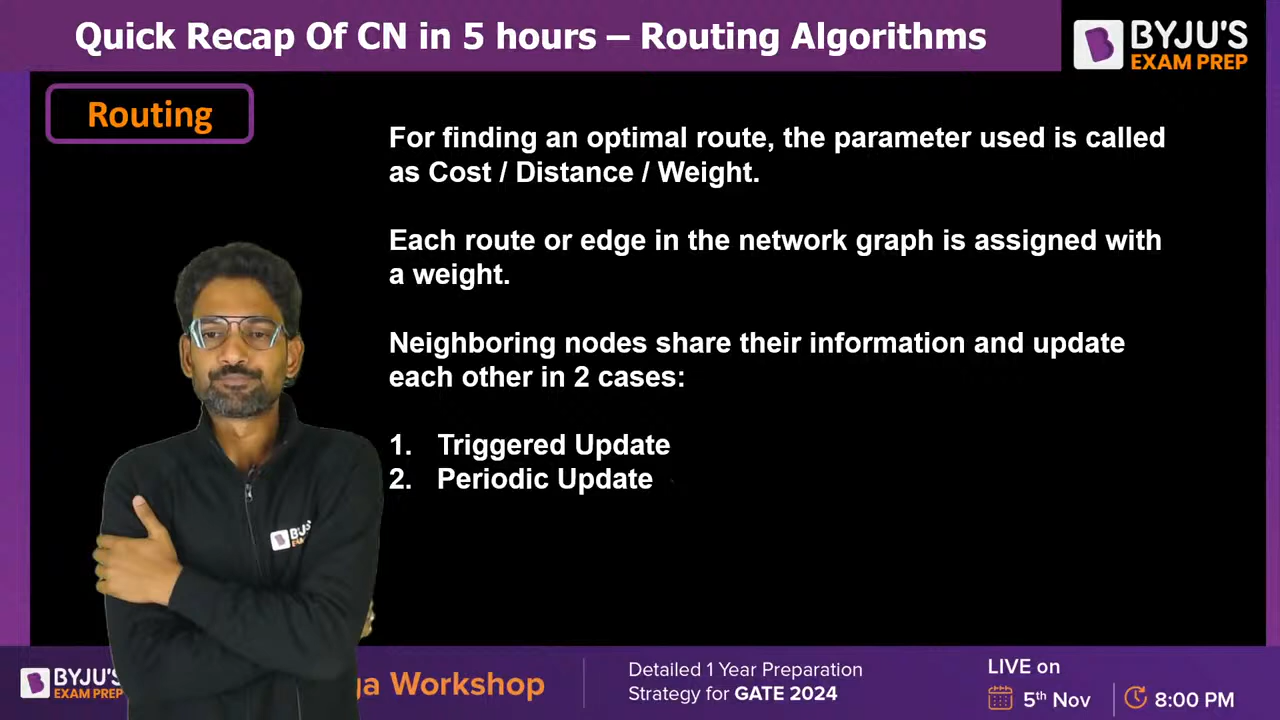 Quick Recap Of CN in 5 hours – Routing Algorithms
BYJU'S
EXAM PREP
Routing
For finding an optimal route, the parameter used is called
as Cost / Distance / Weight.
Each route or edge in the network graph is assigned with
a weight.
Neighboring nodes share their information and update
each other in 2 cases:
1. Triggered Update
2. Periodic Update
BYJU'S
EXAM PREP
Workshop
Detailed 1 Year Preparation
Strategy for GATE 2024
LIVE on
5th Nov
8:00 PM